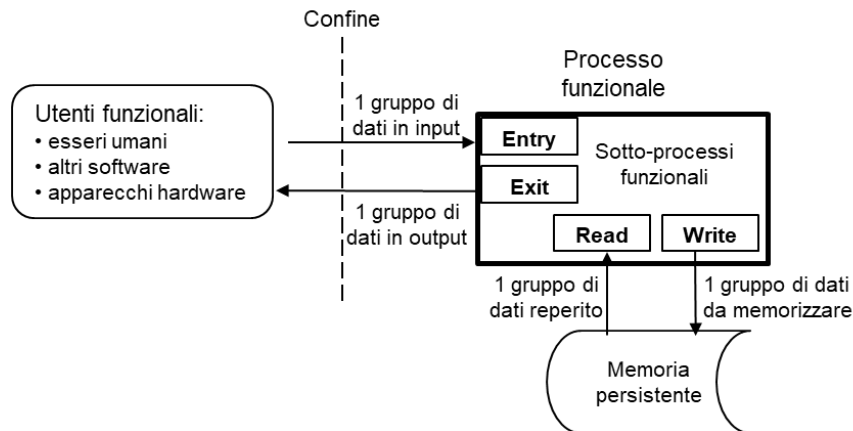 Confine
Processo
funzionale
Utenti funzionali:
• esseri umani
• altri software
• apparecchi hardware
1 gruppo di
dati in input
Entry
Sotto-processi
funzionali
Exit
1 gruppo di
dati in output
Read
Write
1 gruppo di
dati reperito
1 gruppo di dati
da memorizzare
Memoria
persistente